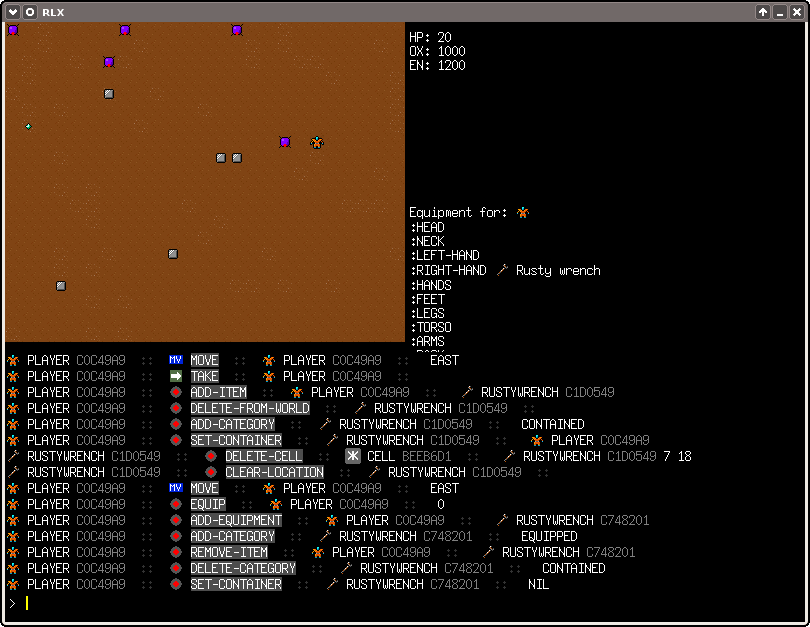 RLX
HP: 20
OX: 1000
EN: 1200
Equipment for:
:HEAD
:NECK
:LEFT-HAND
:RIGHT-HAND Rusty wrench
:HANDS
:FEET
:LEGS
:TORSO
:ARMS
PLAYER C0C49A9 :: MV MOVE :: PLAYER C0C49A9 :: EAST
PLAYER C0C49A9 :: TAKE :: PLAYER C0C49A9 ::
PLAYER C0C49A9 :: ADD-ITEM :: PLAYER C0C49A9 :: RUSTYWRENCH C1D0549
PLAYER C0C49A9 :: DELETE-FROM-WORLD :: RUSTYWRENCH C1D0549 ::
PLAYER C0C49A9 :: ADD-CATEGORY :: RUSTYWRENCH C1D0549 :: CONTAINED
PLAYER C0C49A9 :: SET-CONTAINER :: RUSTYWRENCH C1D0549 :: PLAYER C0C49A9
RUSTYWRENCH C1D0549 :: DELETE-CELL :: CELL BEEB6D1 :: RUSTYWRENCH C1D0549 7 18
RUSTYWRENCH C1D0549 :: CLEAR-LOCATION :: RUSTYWRENCH C1D0549 ::
PLAYER C0C49A9 :: MV MOVE :: PLAYER C0C49A9 :: EAST
PLAYER C0C49A9 :: EQUIP :: PLAYER C0C49A9 :: 0
PLAYER C0C49A9 :: ADD-EQUIPMENT :: PLAYER C0C49A9 :: RUSTYWRENCH C748201
PLAYER C0C49A9 :: ADD-CATEGORY :: RUSTYWRENCH C748201 :: EQUIPPED
PLAYER C0C49A9 :: REMOVE-ITEM :: PLAYER C0C49A9 :: RUSTYWRENCH C748201
PLAYER C0C49A9 :: DELETE-CATEGORY :: RUSTYWRENCH C748201 :: CONTAINED
PLAYER C0C49A9 :: SET-CONTAINER :: RUSTYWRENCH C748201 :: NIL
>